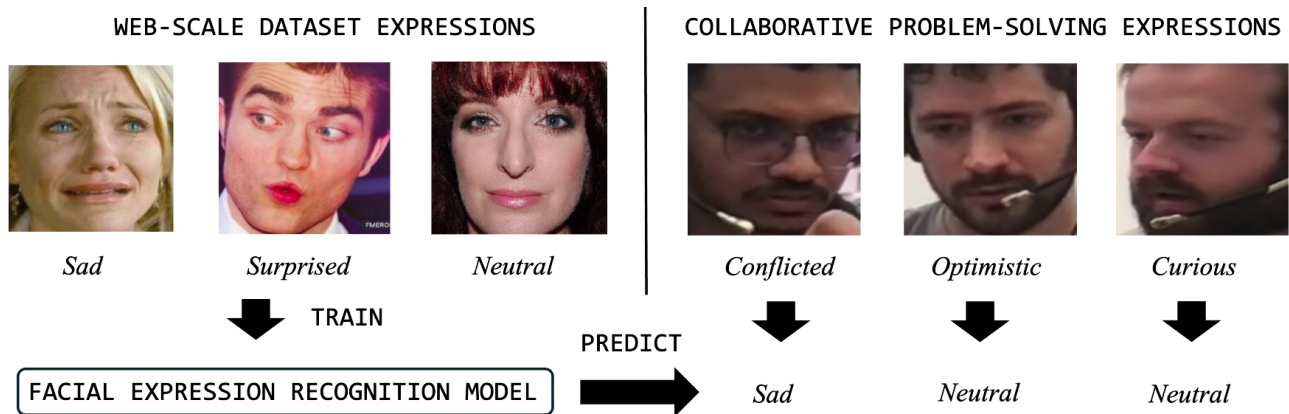 WEB-SCALE DATASET EXPRESSIONS
COLLABORATIVE PROBLEM-SOLVING EXPRESSIONS
FMERO
Sad
Surprised
Neutral
Conflicted
Optimistic
Curious
TRAIN
PREDICT
FACIAL EXPRESSION RECOGNITION MODEL
Sad
Neutral
Neutral